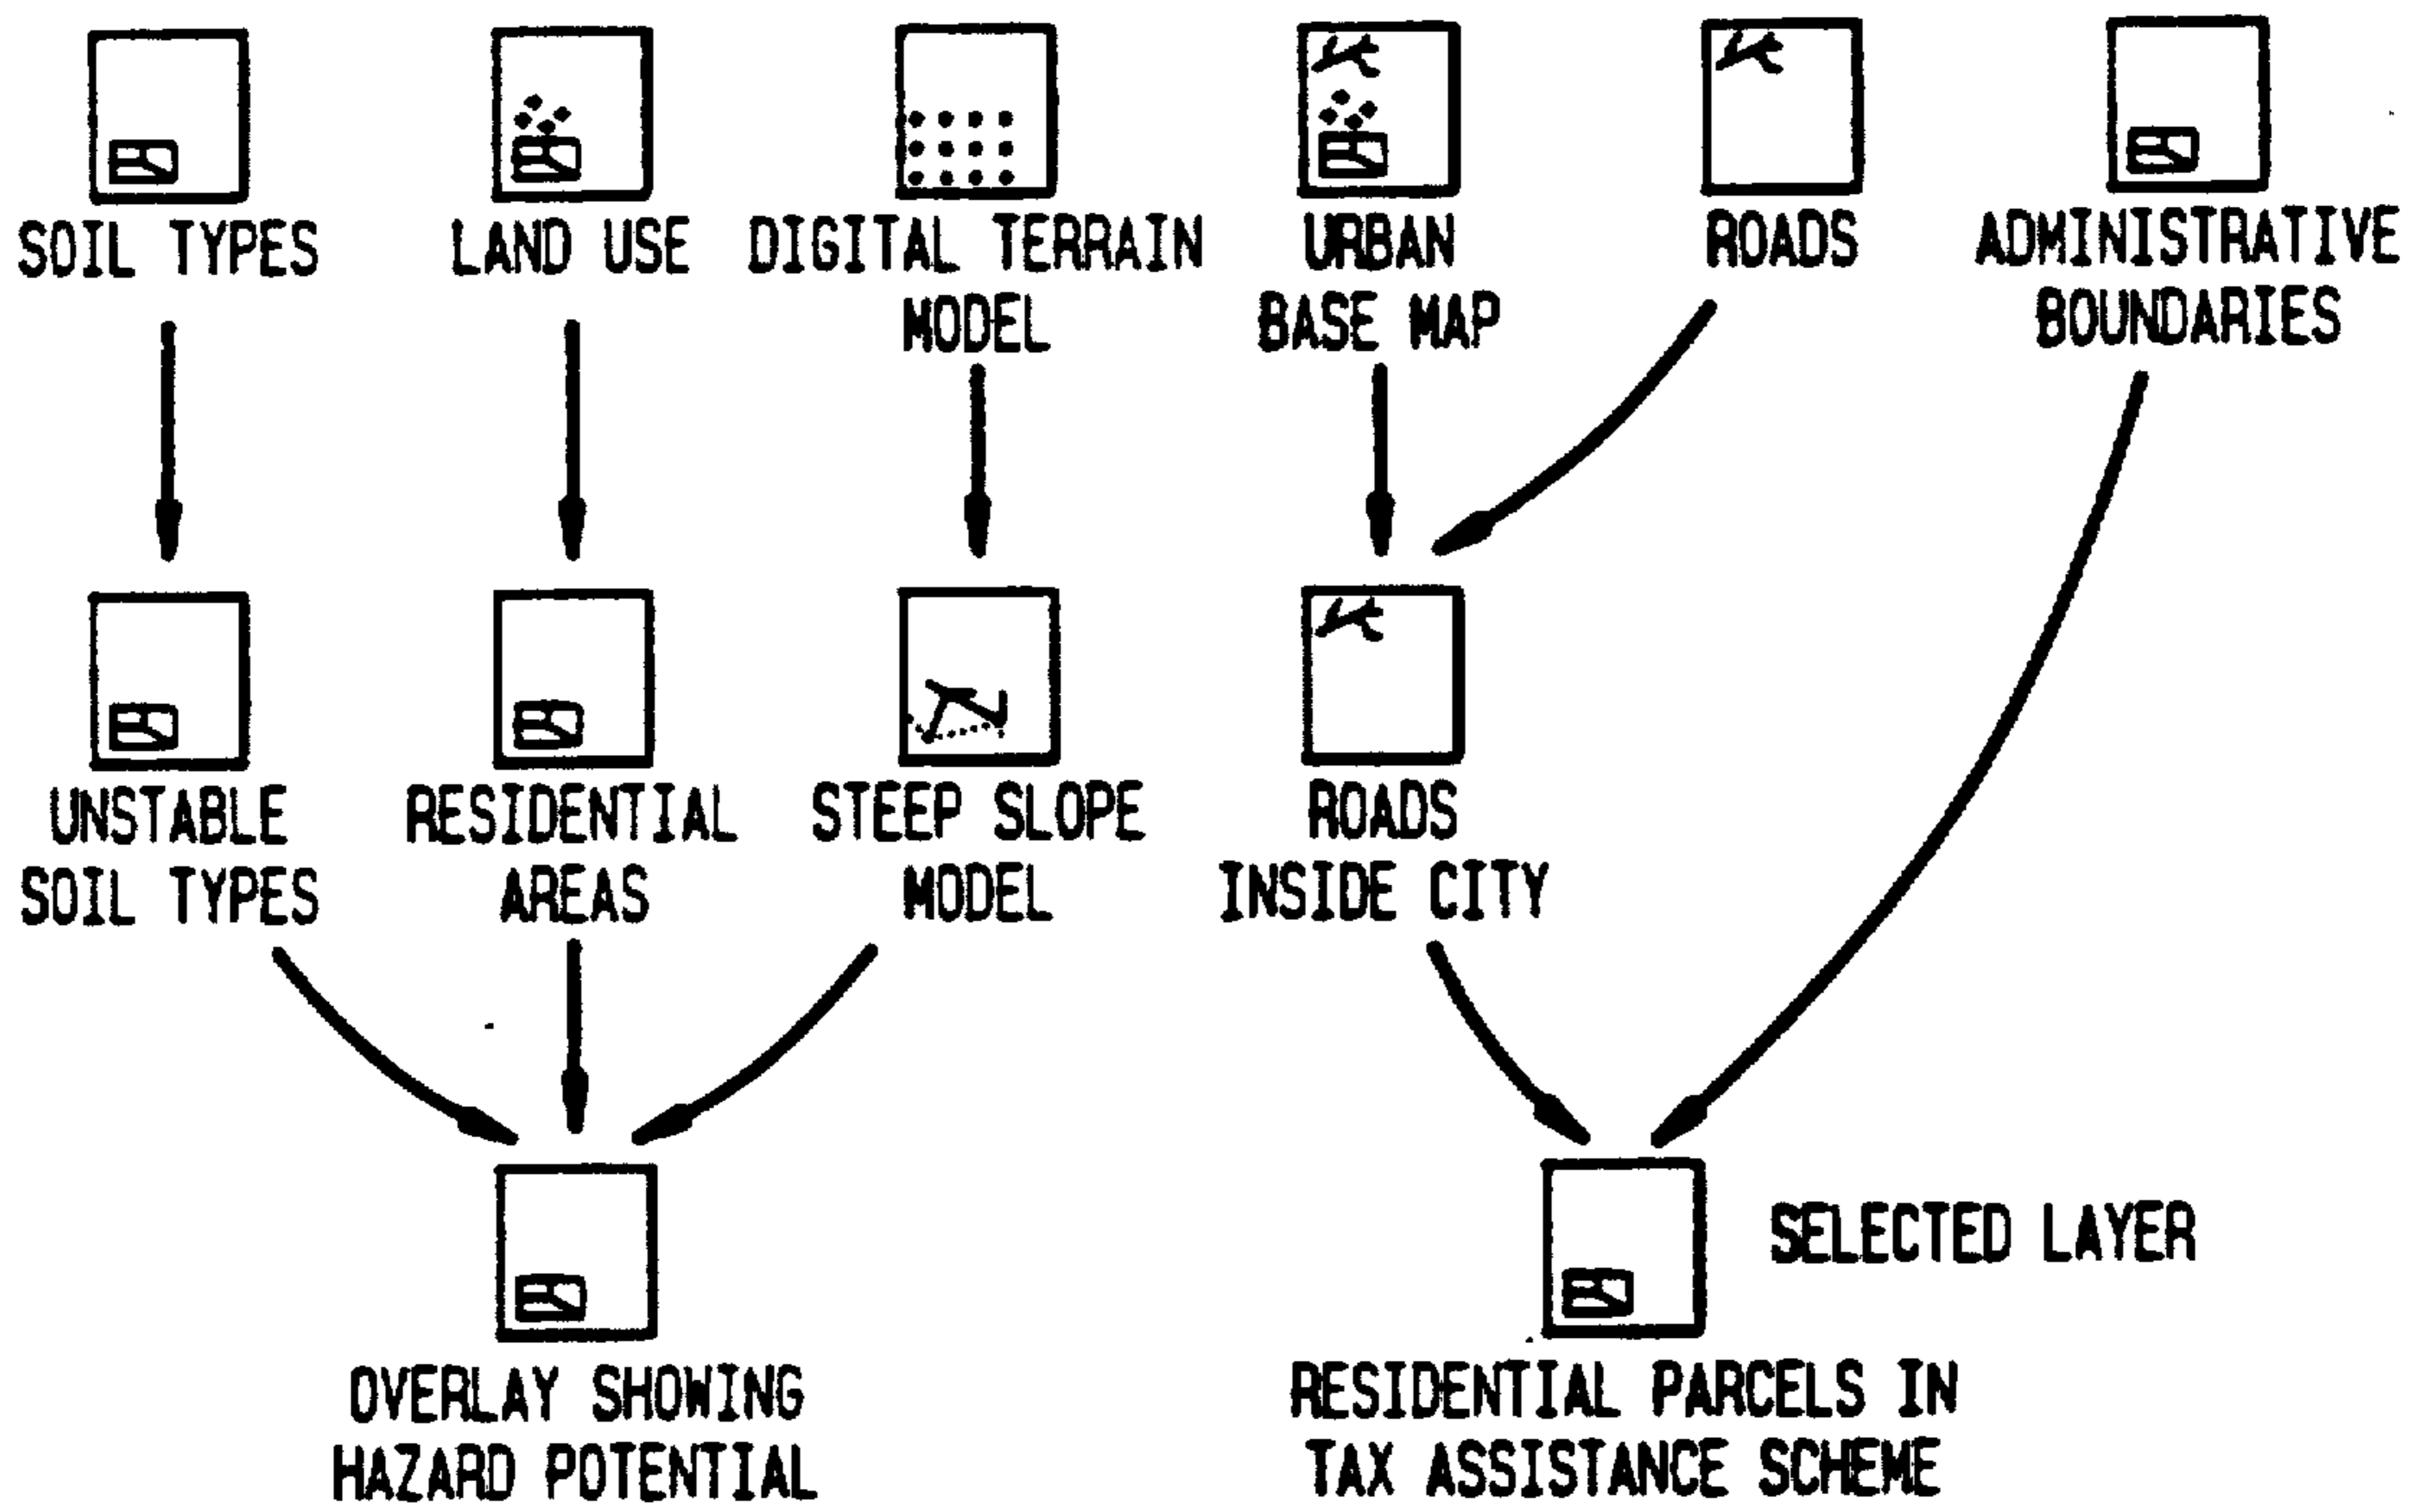 SOIL TYPES
LAND USE
DIGITAL TERRAIN
MODEL
URBAN
BASE MAP
ROADS
ADMINISTRATIVE
BOUNDARIES
UNSTABLE
SOIL TYPES
RESIDENTIAL
AREAS
STEEP SLOPE
MODEL
ROADS
INSIDE CITY
OVERLAY SHOWING
HAZARD POTENTIAL
SELECTED LAYER
RESIDENTIAL PARCELS IN
TAX ASSISTANCE SCHEME